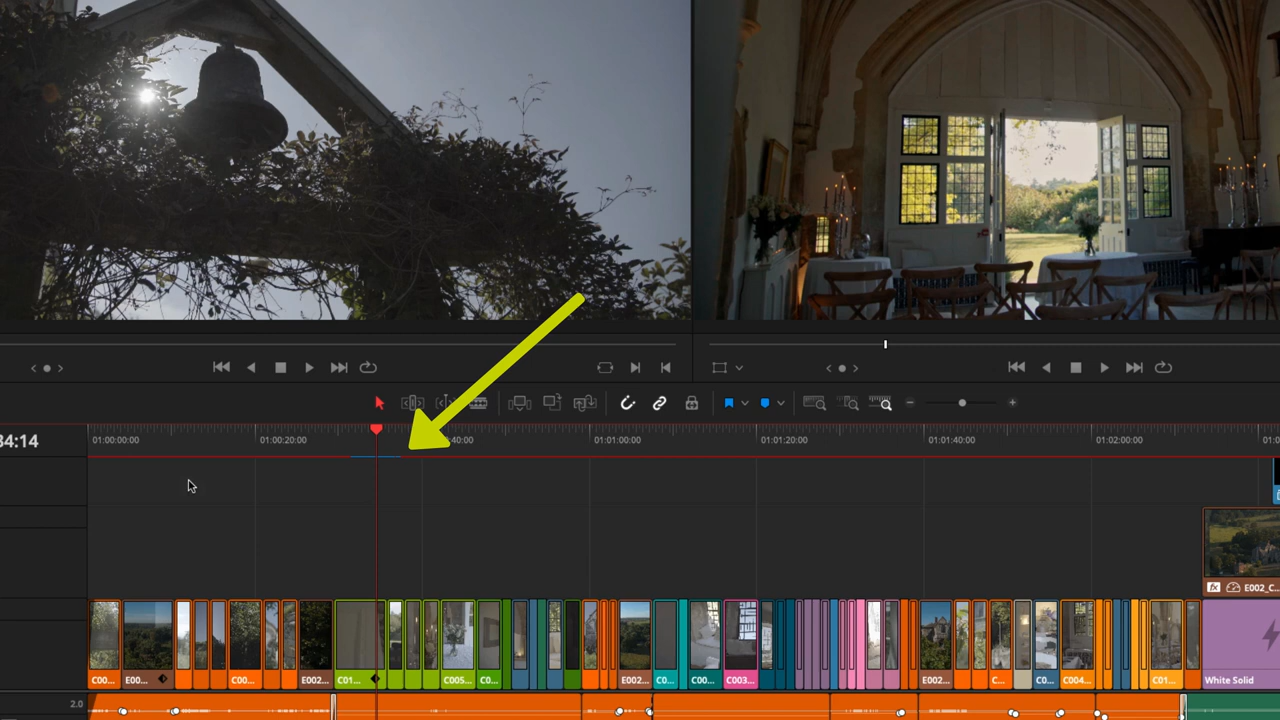 34:14
01:00:00:00
01:00:20:00
40:00
01:01:00:00
01:01:20:00
01:01:40:00
01:02:00:00
01:0
E002_C...
C00...
E00...
C00...
E002...
C01...
C005...
C0...
E002...
C0...
C00...
C003...
E002...
C...
C0...
C004...
C01...
White Solid
2.0